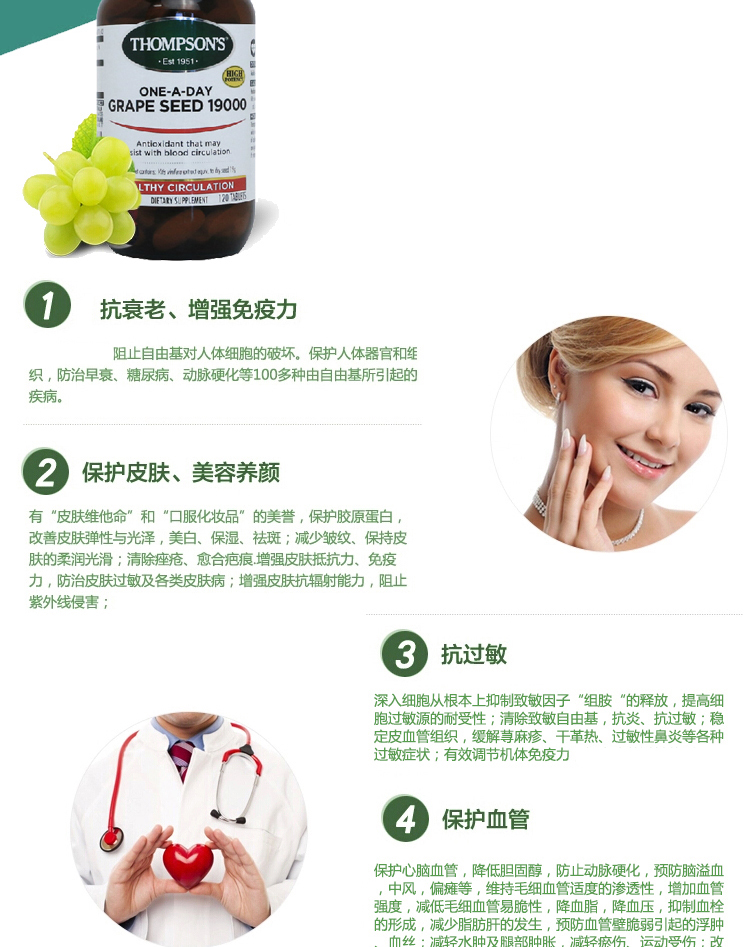 THOMPSON'S
• Est 1951 •
HIGH
POTENCY
ONE-A-DAY
GRAPE SEED 19000
Antioxidant that may
sist with blood circulation.
LTHY CIRCULATION
DIETARY SUPPLEMENT 120 TABLETS
1 抗衰老、增强免疫力
阻止自由基对人体细胞的破坏。保护人体器官和组
织，防治早衰、糖尿病、动脉硬化等100多种由自由基所引起的
疾病。
2 保护皮肤、美容养颜
有“皮肤维他命”和“口服化妆品”的美誉，保护胶原蛋白，
改善皮肤弹性与光泽，美白、保湿、祛斑；减少皱纹、保持皮
肤的柔润光滑；清除痤疮、愈合疤痕.增强皮肤抵抗力、免疫
力，防治皮肤过敏及各类皮肤病；增强皮肤抗辐射能力，阻止
紫外线侵害；
3 抗过敏
深入细胞从根本上抑制致敏因子“组胺“的释放，提高细
胞过敏源的耐受性；清除致敏自由基，抗炎、抗过敏；稳
定皮血管组织，缓解荨麻疹、干革热、过敏性鼻炎等各种
过敏症状；有效调节机体免疫力
4 保护血管
保护心脑血管，降低胆固醇，防止动脉硬化，预防脑溢血
，中风，偏瘫等，维持毛细血管适度的渗透性，增加血管
强度，减低毛细血管易脆性，降血脂，降血压，抑制血栓
的形成，减少脂肪肝的发生，预防血管壁脆弱引起的浮肿
、血丝；减轻水肿及腿部肿胀，减轻瘀伤、运动受伤；改